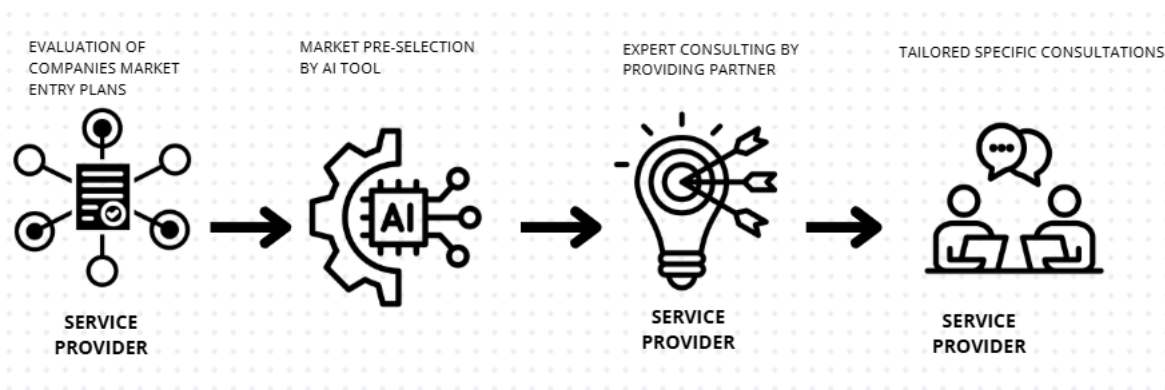 EVALUATION OF
COMPANIES MARKET
ENTRY PLANS
MARKET PRE-SELECTION
BY AI TOOL
EXPERT CONSULTING BY
PROVIDING PARTNER
TAILORED SPECIFIC CONSULTATIONS
AI
SERVICE
PROVIDER
SERVICE
PROVIDER
SERVICE
PROVIDER